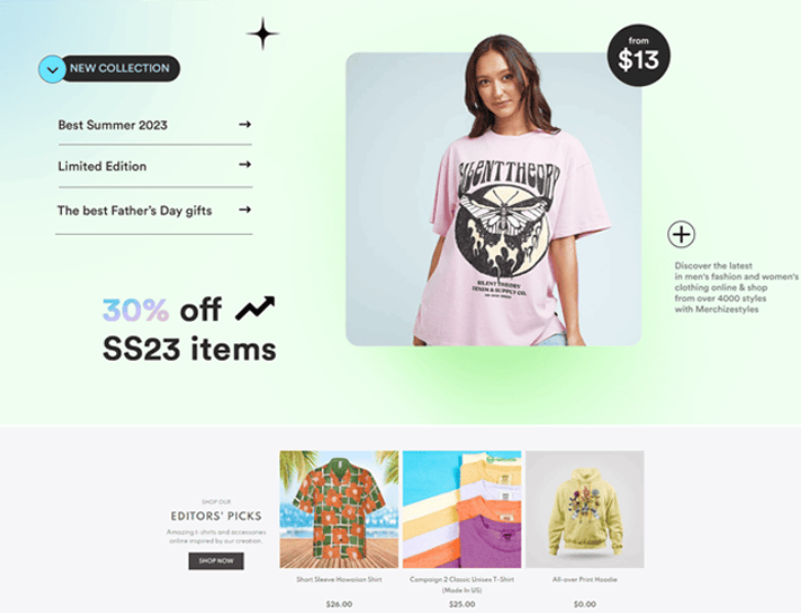 NEW COLLECTION
Best Summer 2023
Limited Edition
The best Father's Day gifts
30% off
SS23 items
from
$13
SILENT THEORY
SILENT THEORY
DENIM & SUPPLY CO.
Discover the latest
in men's fashion and women's
clothing online & shop
from over 4000 styles
with Merchizestyles
SHOP OUR
EDITORS' PICKS
Amazing t-shirts and accessories
online inspired by our creation.
SHOP NOW
Short Sleeve Hawaiian Shirt
$26.00
Campaign 2 Classic Unisex T-Shirt
(Made In US)
$25.00
All-over Print Hoodie
$0.00